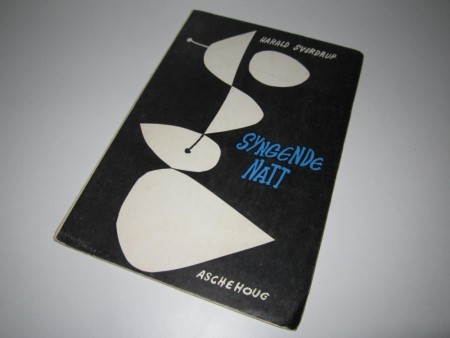 HARALD SVERDRUP
SYNGENDE
NATT
ASCHEHOUG